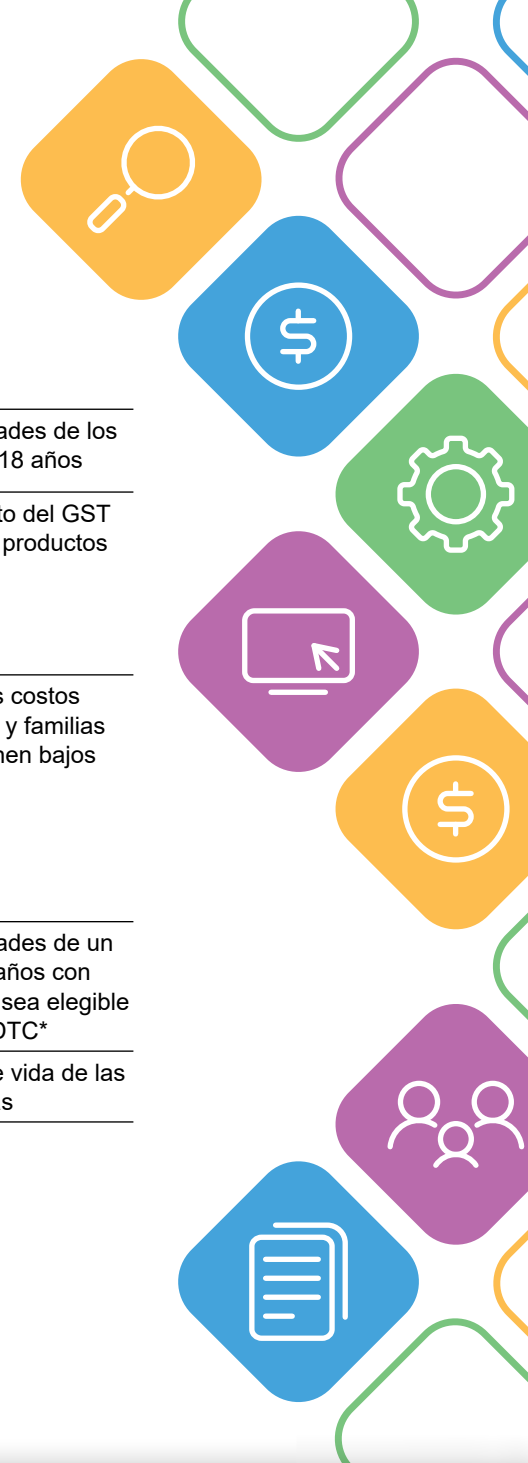 ades de los
18 años
to del GST
productos
s costos
y familias
nen bajos
ades de un
años con
sea elegible
DTC*
e vida de las
s
$
$